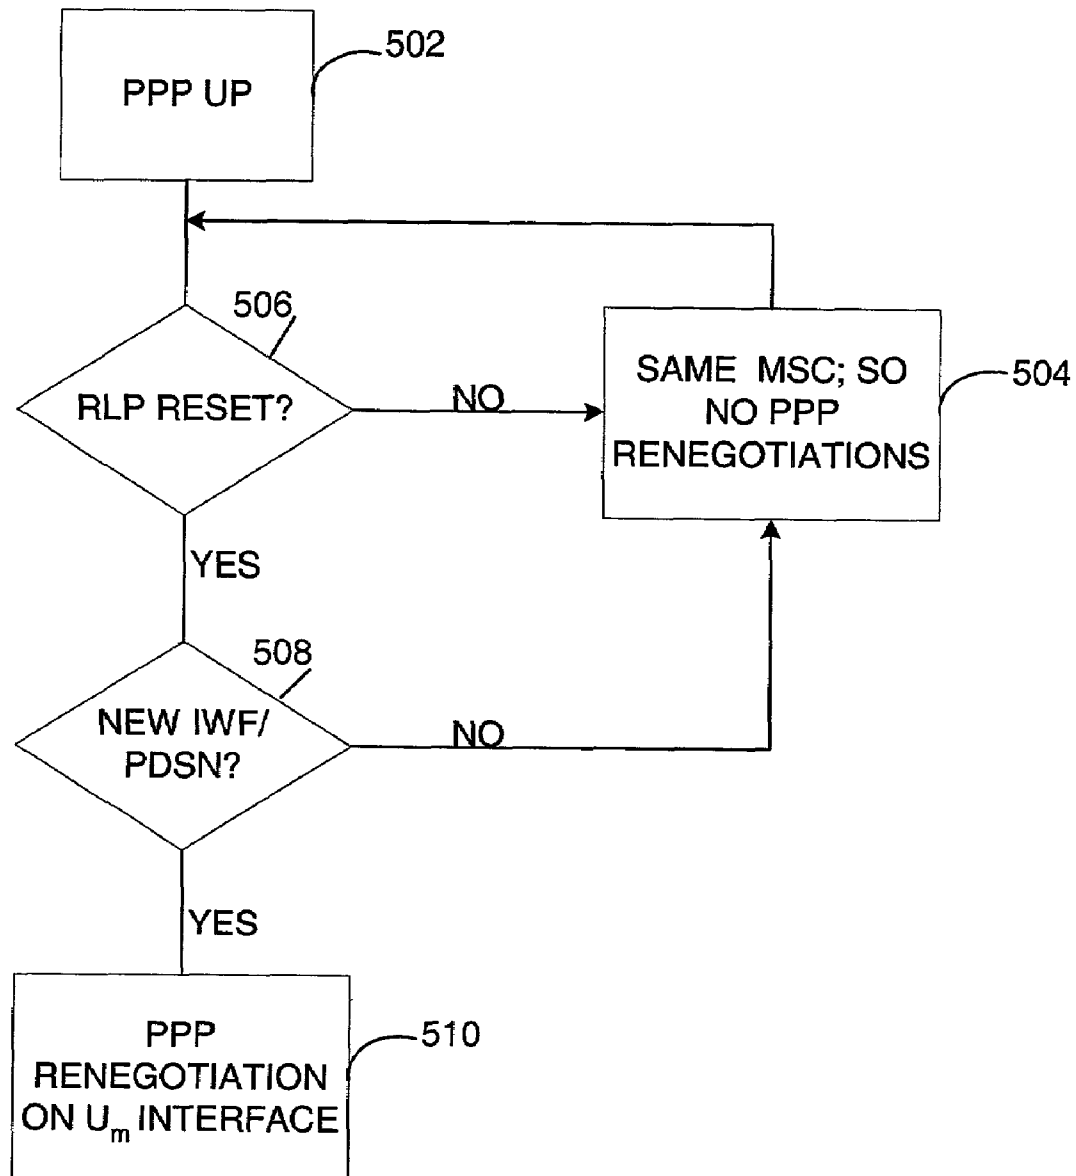 502
PPP UP
506
RLP RESET?
NO
SAME MSC; SO
NO PPP
RENEGOTIATIONS
504
YES
508
NEW IWF/
PDSN?
NO
YES
PPP
RENEGOTIATION
ON Um INTERFACE
510